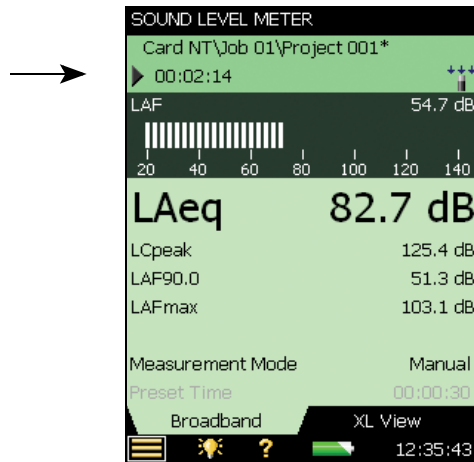 SOUND LEVEL METER
Card NT\Job 01\Project 001*
00:02:14
LAF 54.7 dB
20 40 60 80 100 120 140
LAeq 82.7 dB
LCpeak 125.4 dB
LAF90.0 51.3 dB
LAFmax 103.1 dB
Measurement Mode Manual
Preset Time 00:00:30
Broadband XL View
? 12:35:43